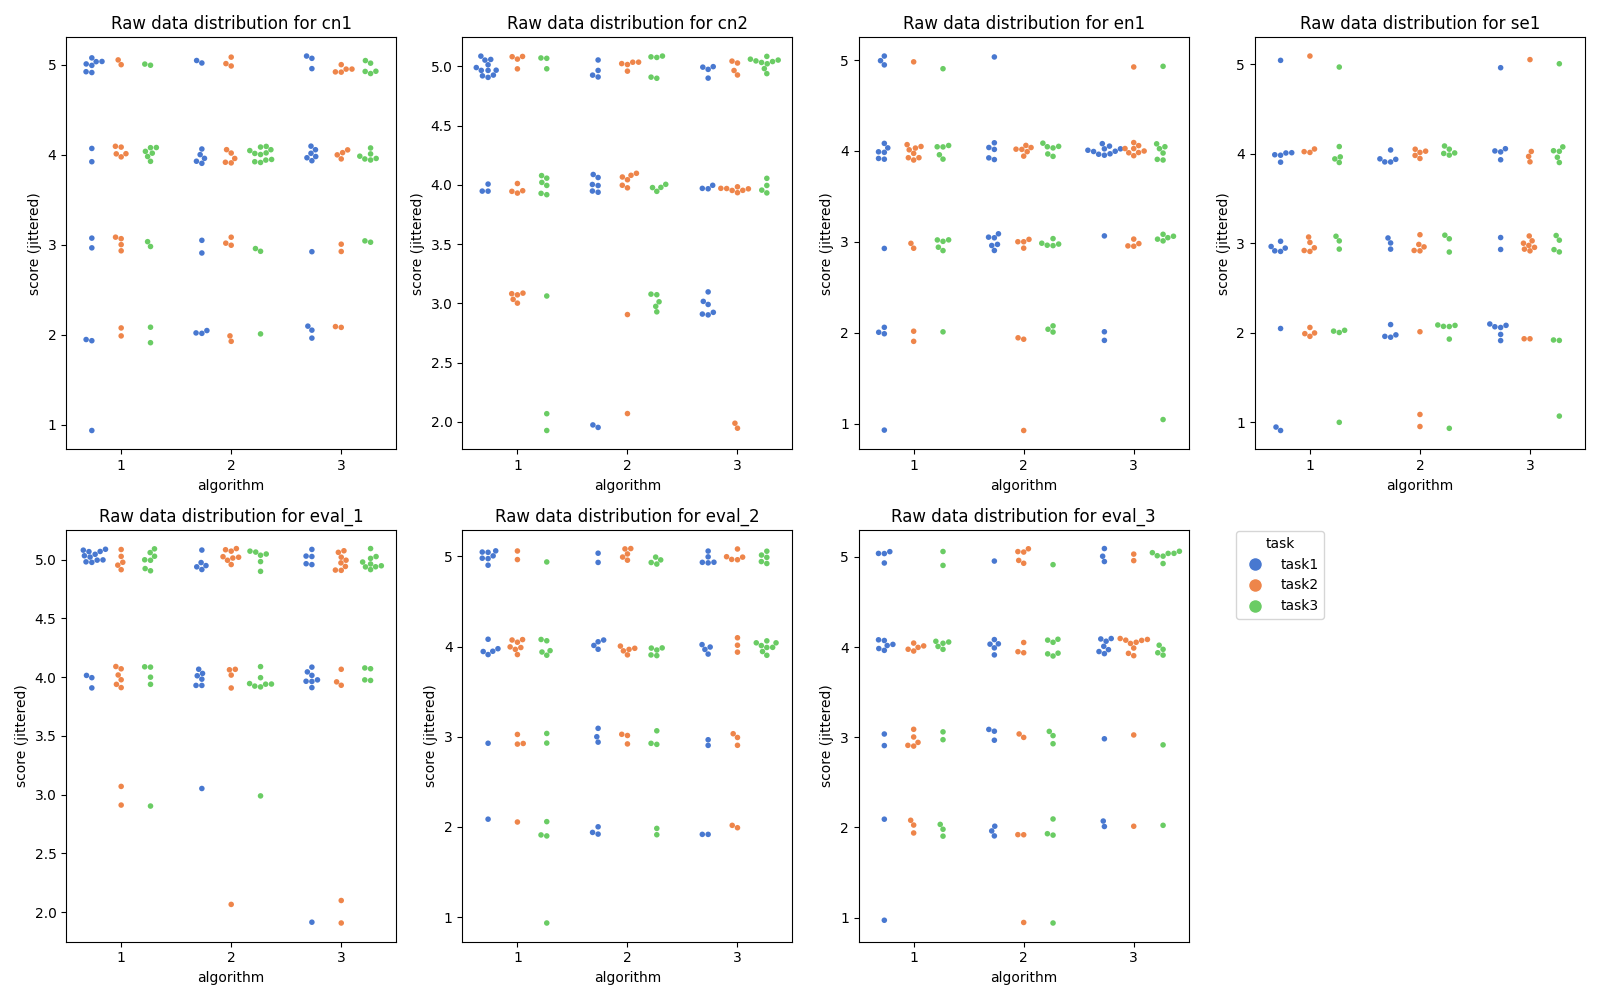 Raw data distribution for cn1
score (jittered)
5
4
3
2
1
1 2 3
algorithm
Raw data distribution for cn2
score (jittered)
5.0
4.5
4.0
3.5
3.0
2.5
2.0
1 2 3
algorithm
Raw data distribution for en1
score (jittered)
5
4
3
2
1
1 2 3
algorithm
Raw data distribution for se1
score (jittered)
5
4
3
2
1
1 2 3
algorithm
Raw data distribution for eval_1
score (jittered)
5.0
4.5
4.0
3.5
3.0
2.5
2.0
1 2 3
algorithm
Raw data distribution for eval_2
score (jittered)
5
4
3
2
1
1 2 3
algorithm
Raw data distribution for eval_3
score (jittered)
5
4
3
2
1
1 2 3
algorithm
task
task1
task2
task3